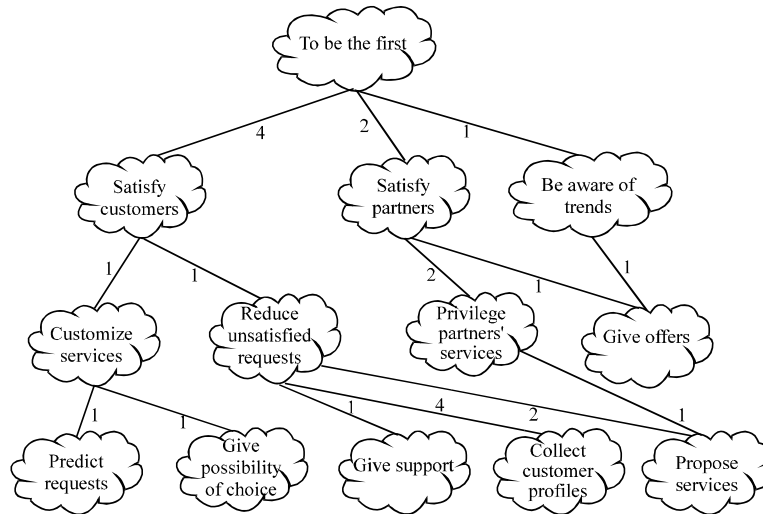 To be the first
4
2
1
Satisfy
customers
Satisfy
partners
Be aware of
trends
1
1
2
1
1
Customize
services
Reduce
unsatisfied
requests
Privilege
partners'
services
Give offers
1
1
1
4
2
1
Predict
requests
Give
possibility
of choice
Give support
Collect
customer
profiles
Propose
services